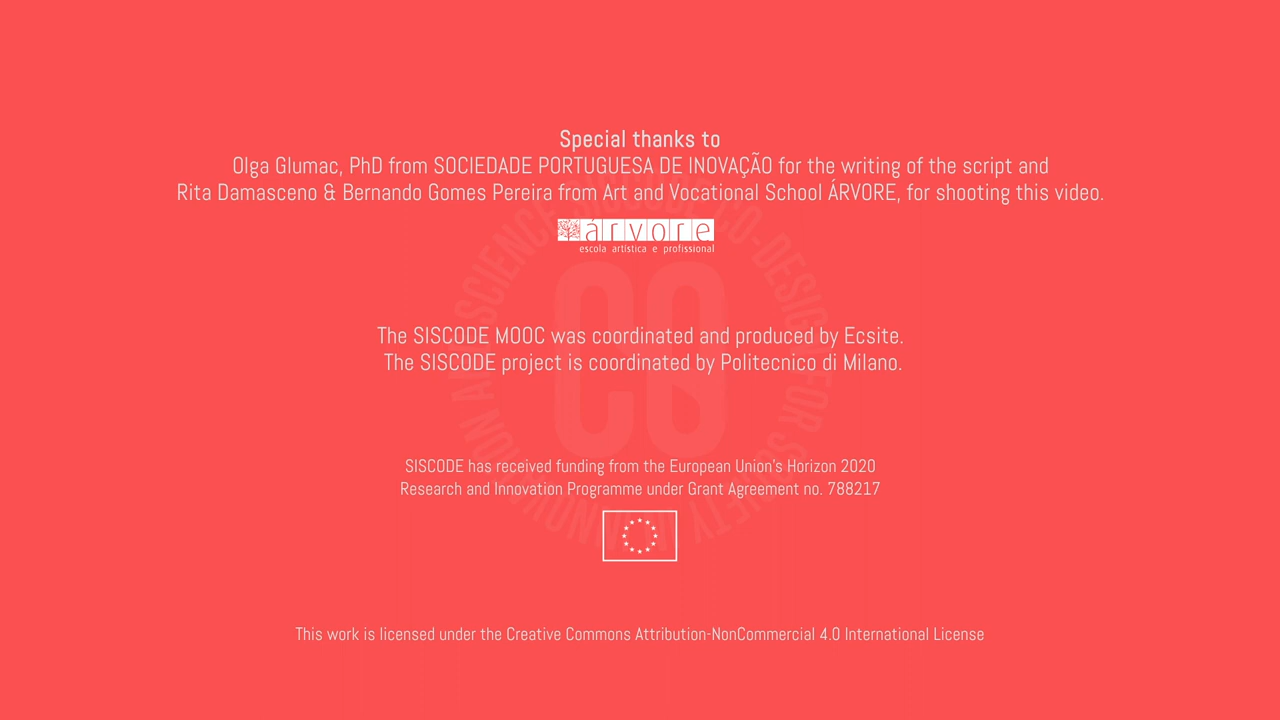 Special thanks to
Olga Glumac, PhD from SOCIEDADE PORTUGUESA DE INOVAÇÃO for the writing of the script and
Rita Damasceno & Bernando Gomes Pereira from Art and Vocational School ÁRVORE, for shooting this video.
árvore
escola artística e profissional
The SISCODE MOOC was coordinated and produced by Ecsite.
The SISCODE project is coordinated by Politecnico di Milano.
SISCODE has received funding from the European Union's Horizon 2020
Research and Innovation Programme under Grant Agreement no. 788217
This work is licensed under the Creative Commons Attribution-NonCommercial 4.0 International License